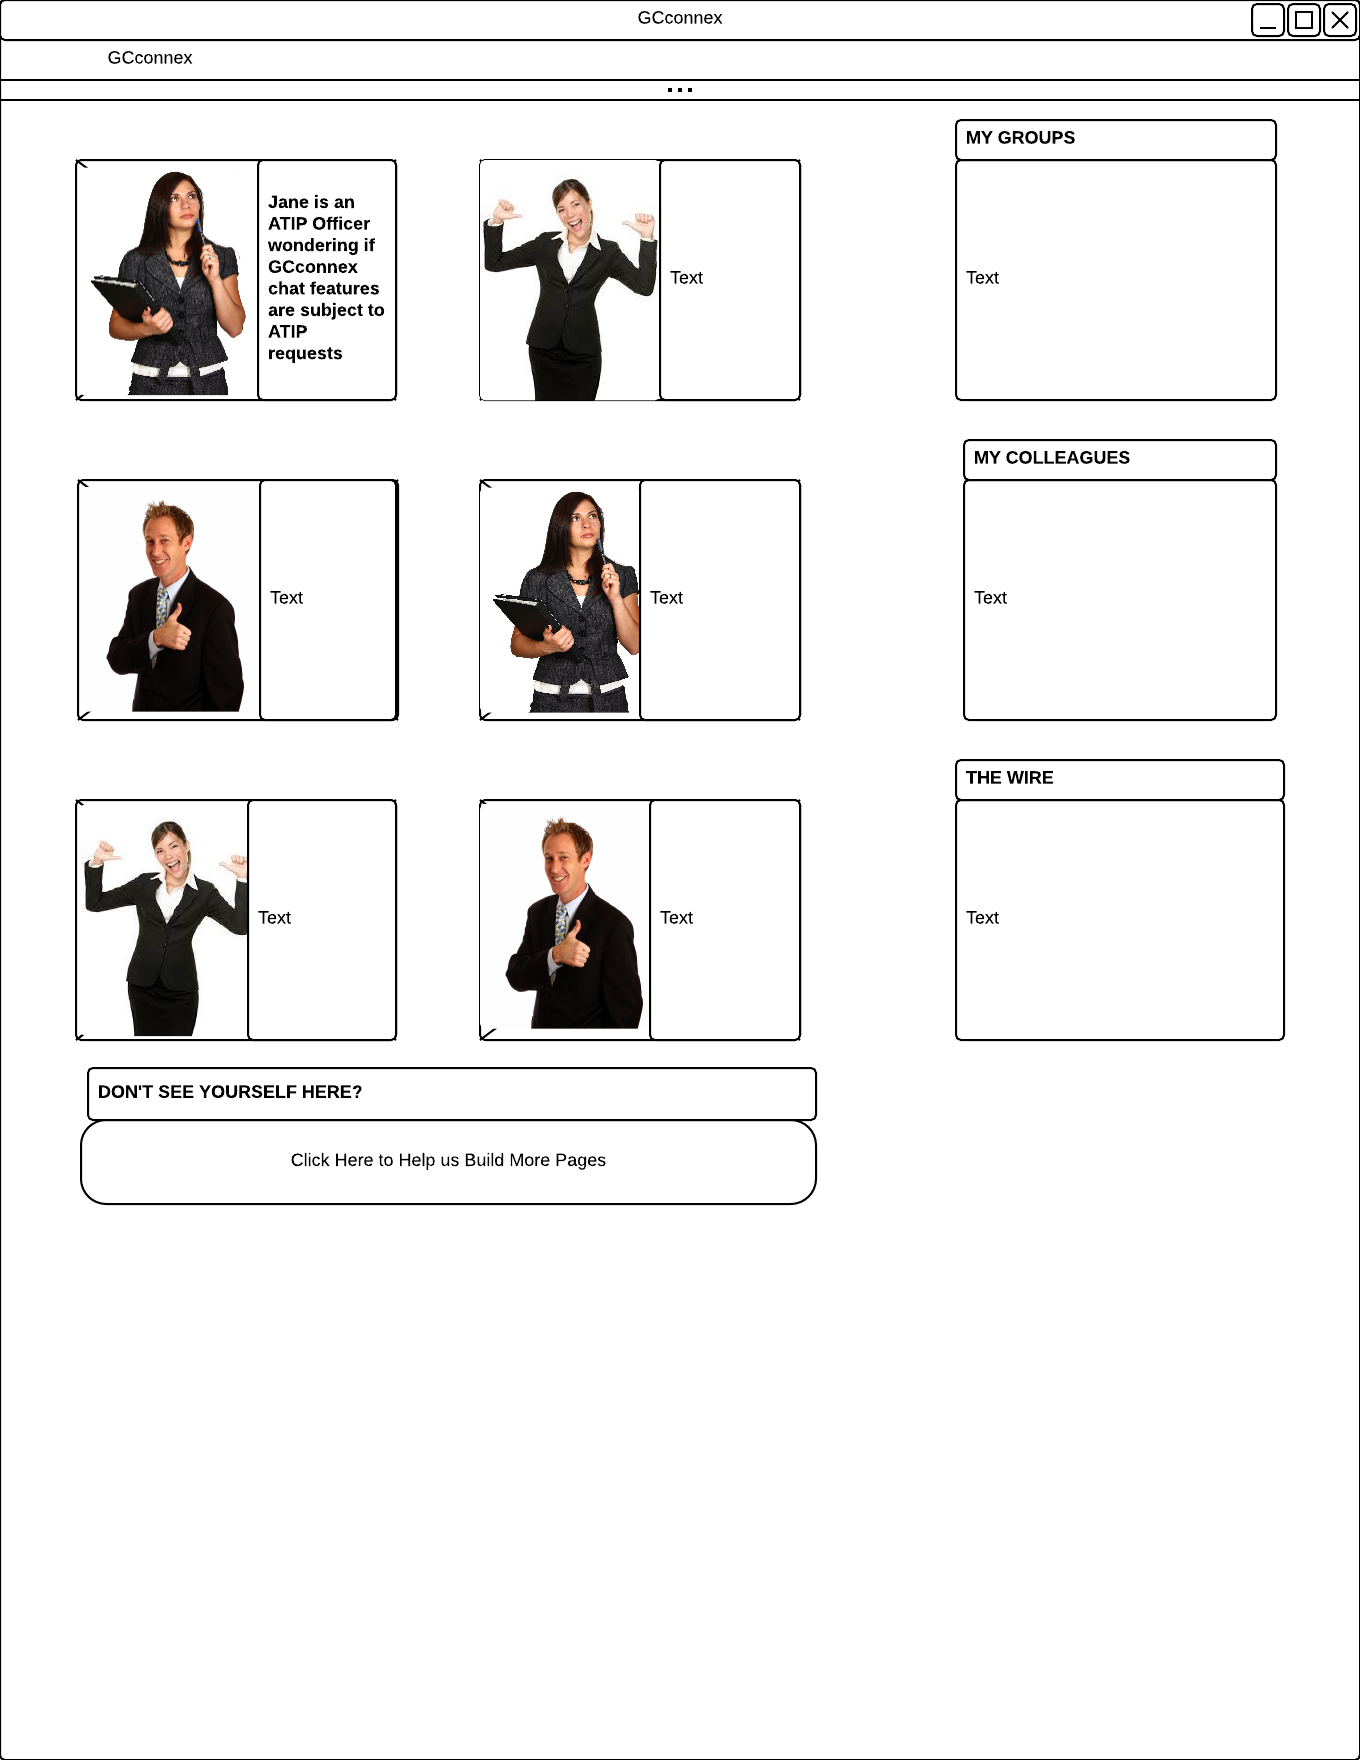 GCconnex
GCconnex
Jane is an
ATIP Officer
wondering if
GCconnex
chat features
are subject to
ATIP
requests
Text
MY GROUPS
Text
Text
Text
MY COLLEAGUES
Text
Text
Text
THE WIRE
Text
DON'T SEE YOURSELF HERE?
Click Here to Help us Build More Pages